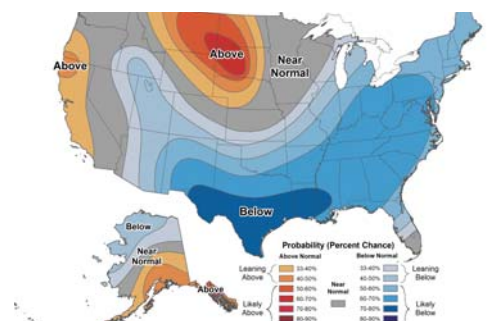 Above
Near
Normal
Above
Below
Below
Near
Normal
Above
Probability (Percent Chance)
Above Normal
Below Normal
Leaning
Above
33-40%
40-50%
50-60%
60-70%
70-80%
80-90%
Likely
Above
Near
Normal
33-40%
40-50%
50-60%
60-70%
70-80%
80-90%
Leaning
Below
Likely
Below